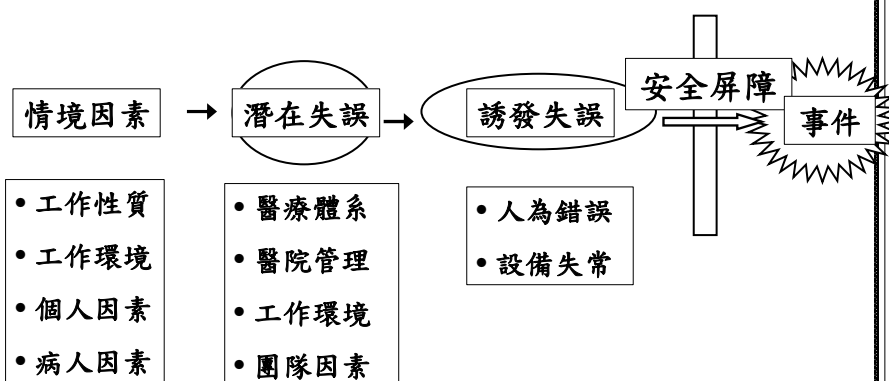 情境因素
潛在失誤
誘發失誤
安全屏障
事件
• 工作性質
• 工作環境
• 個人因素
• 病人因素
• 醫療體系
• 醫院管理
• 工作環境
• 團隊因素
• 人為錯誤
• 設備失常